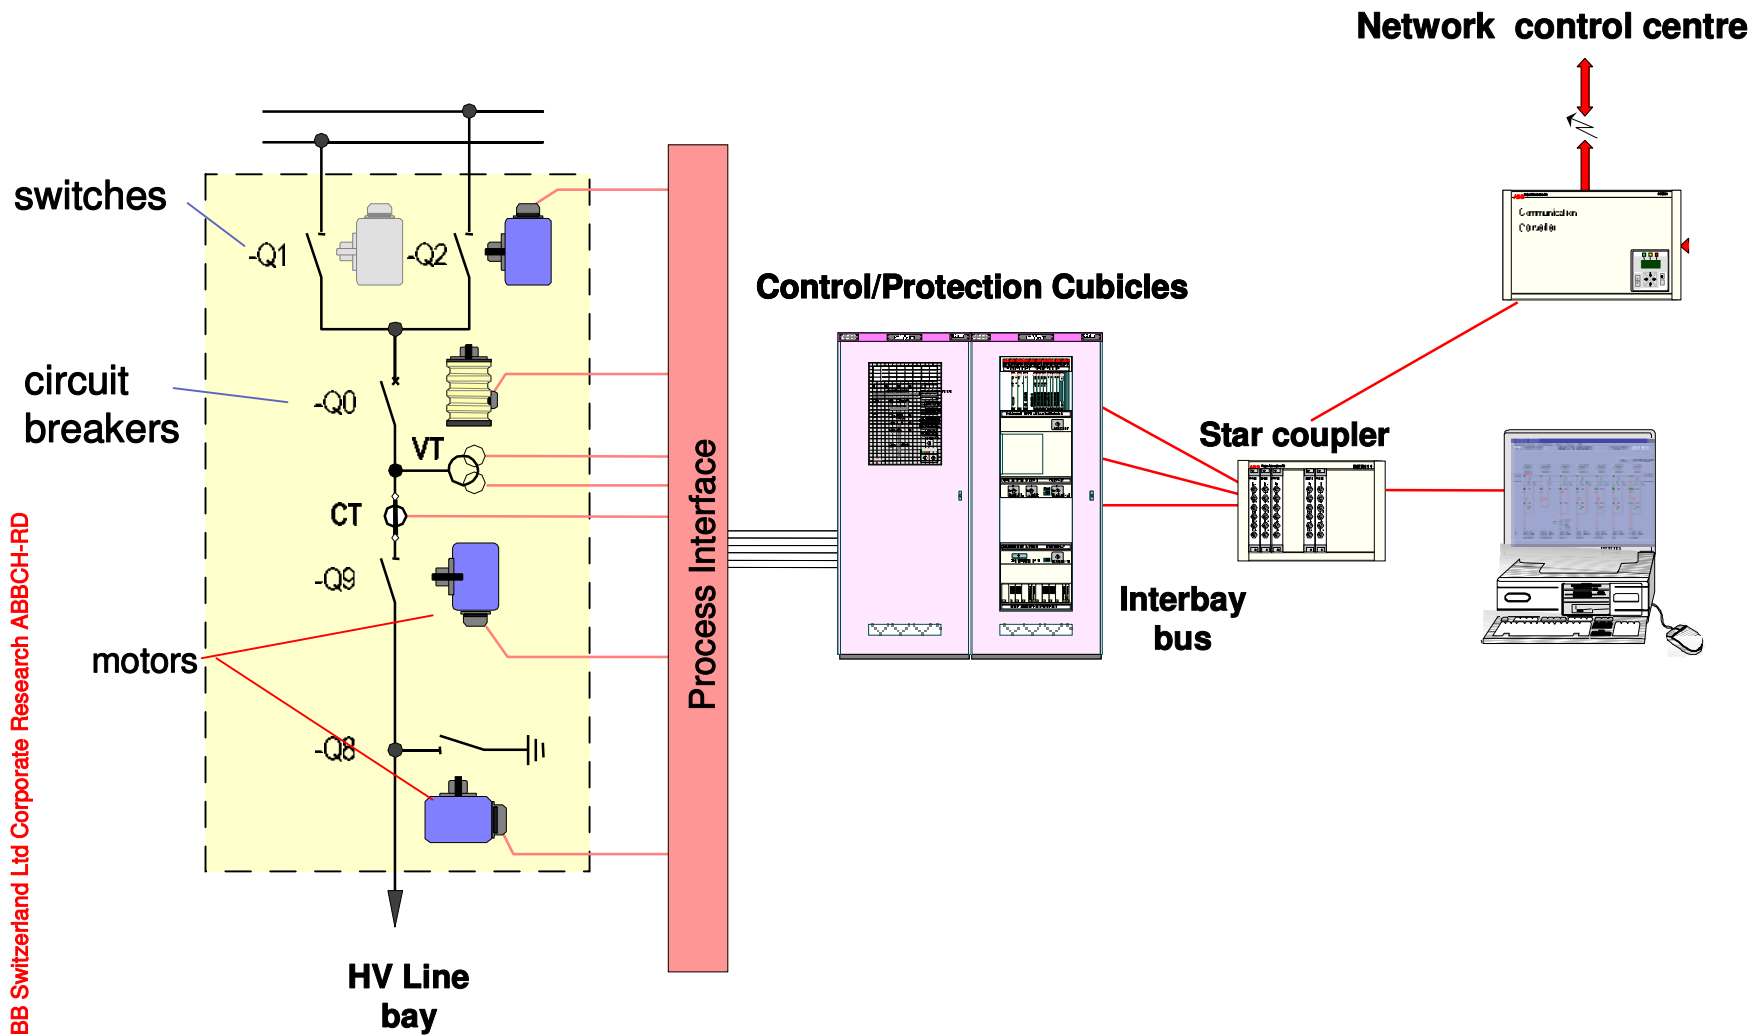 Network control centre
switches
-Q1
-Q2
Communication
Control/Protection Cubicles
circuit
breakers
-Q0
VT
CT
-Q9
Star coupler
Process Interface
Interbay
bus
motors
-Q8
HV Line
bay
BB Switzerland Ltd Corporate Research ABBCH-RD